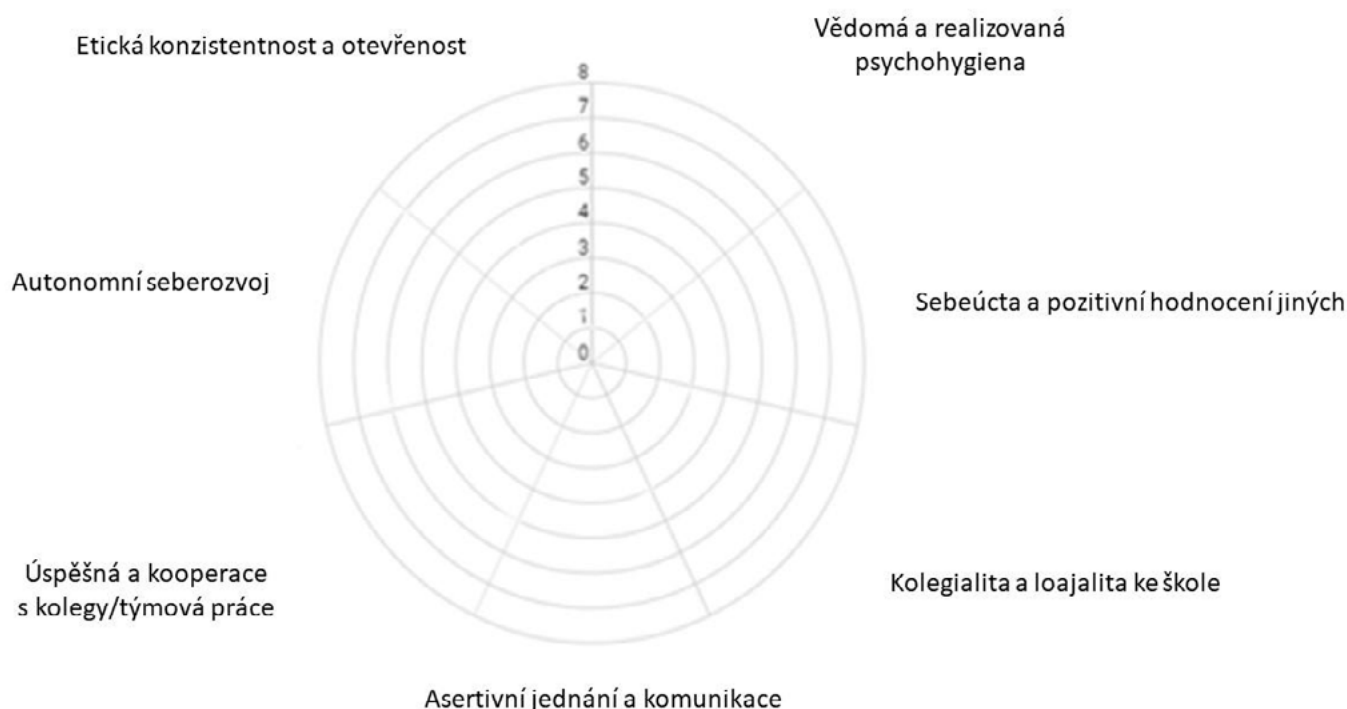 Etická konzistentnost a otevřenost
Vědomá a realizovaná
psychohygiena
8
7
6
5
4
3
2
1
0
Autonomní seberozvoj
Sebeúcta a pozitivní hodnocení jiných
Úspěšná a kooperace
s kolegy/týmová práce
Kolegialita a loajalita ke škole
Asertivní jednání a komunikace